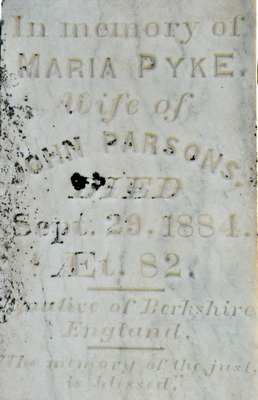 In memory of
MARIA PYKE.
Wife of
JOHN PARSONS.
DIED
Sept. 29. 1884.
Æt. 82.
A native of Berkshire
England.
"The memory of the just
is blessed."